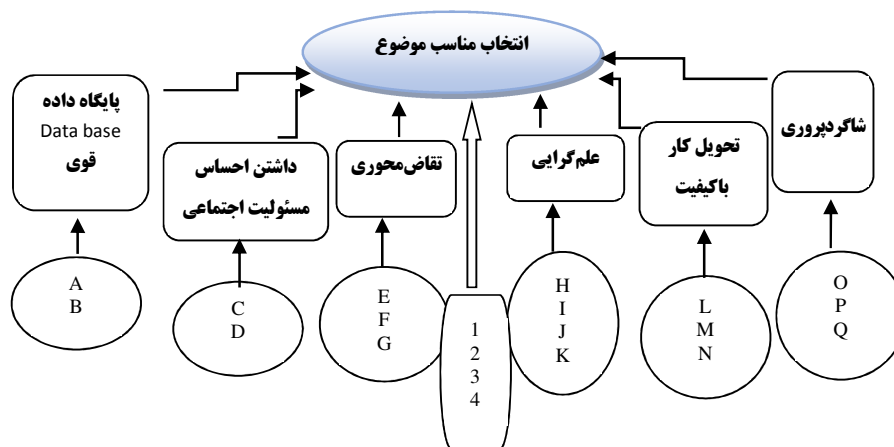 انتخاب مناسب موضوع
شاگردپروری
تحویل کار
باکیفیت
علم‌گرایی
تقاض‌محوری
داشتن احساس
مسئولیت اجتماعی
پایگاه داده
Data base
قوی
O
P
Q
L
M
N
H
I
J
K
1
2
3
4
E
F
G
C
D
A
B